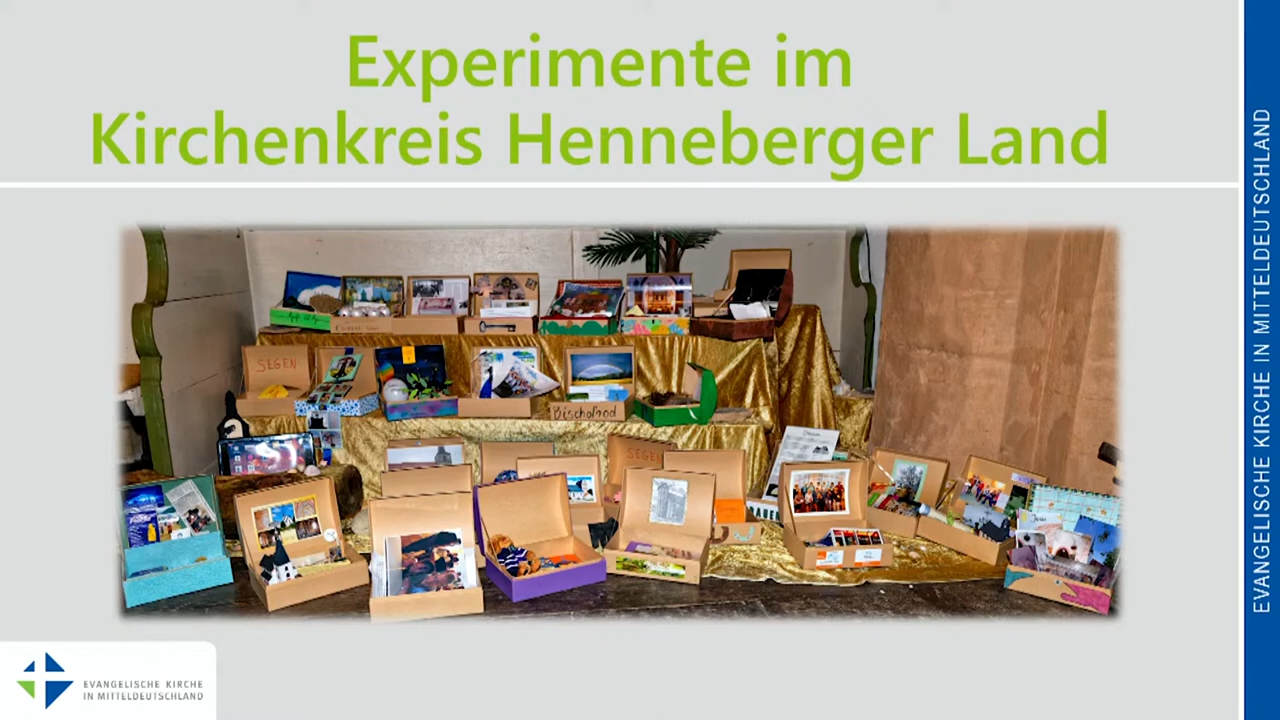 Experimente im
Kirchenkreis Henneberger Land
SEGEN
Bischofrod
SEGEN
EVANGELISCHE KIRCHE
IN MITTELDEUTSCHLAND
EVANGELISCHE KIRCHE IN MITTELDEUTSCHLAND